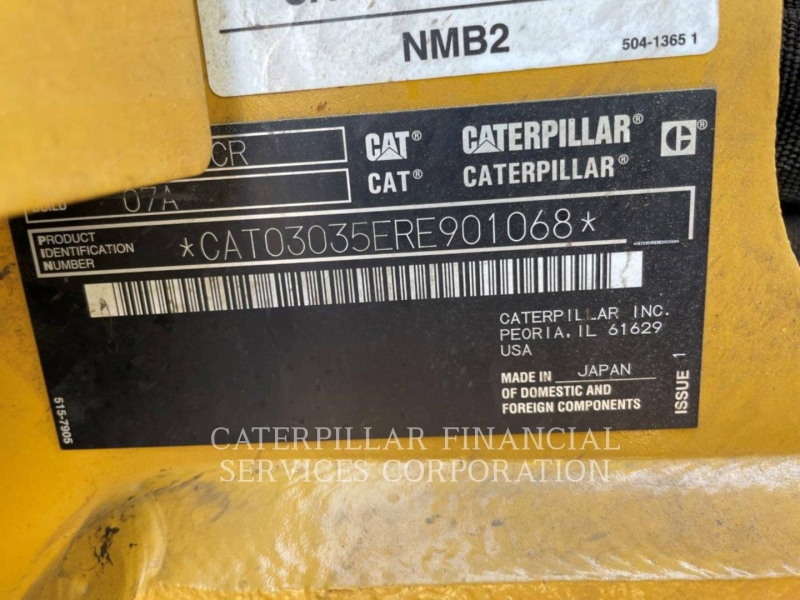 NMB2
504-1365 1
CR
CAT® CATERPILLAR® ®
07A
CAT® CATERPILLAR®
PRODUCT
IDENTIFICATION
NUMBER
*CAT03035ERE901068*
A
CATERPILLAR INC.
PEORIA, IL 61629
USA
MADE IN JAPAN
OF DOMESTIC AND
FOREIGN COMPONENTS
ISSUE 1
515-7905
CATERPILLAR FINANCIAL
SERVICES CORPORATION